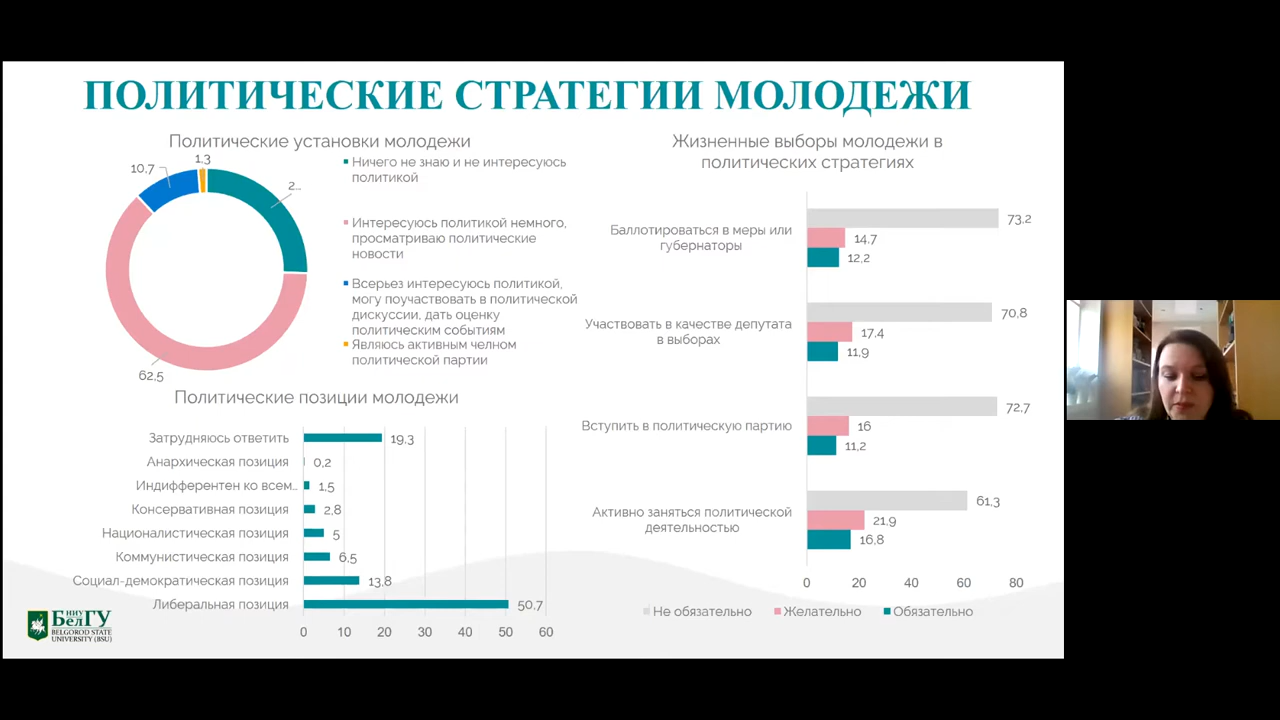 ПОЛИТИЧЕСКИЕ СТРАТЕГИИ МОЛОДЕЖИ
Политические установки молодежи
1,3
10,7
2...
62,5
Ничего не знаю и не интересуюсь
политикой
Интересуюсь политикой немного,
просматриваю политические
новости
Всерьез интересуюсь политикой,
могу поучаствовать в политической
дискуссии, дать оценку
политическим событиям
Являюсь активным челном
политической партии
Политические позиции молодежи
Затрудняюсь ответить 19,3
Анархическая позиция 0,2
Индифферентен ко всем... 1,5
Консервативная позиция 2,8
Националистическая позиция 5
Коммунистическая позиция 6,5
Социал-демократическая позиция 13,8
Либеральная позиция 50,7
0 10 20 30 40 50 60
Жизненные выборы молодежи в
политических стратегиях
Баллотироваться в меры или
губернаторы
73,2
14,7
12,2
Участвовать в качестве депутата
в выборах
70,8
17,4
11,9
Вступить в политическую партию
72,7
16
11,2
Активно заняться политической
деятельностью
61,3
21,9
16,8
0 20 40 60 80
Не обязательно Желательно Обязательно
НИУ
БелГУ
BELGOROD STATE
UNIVERSITY (BSU)